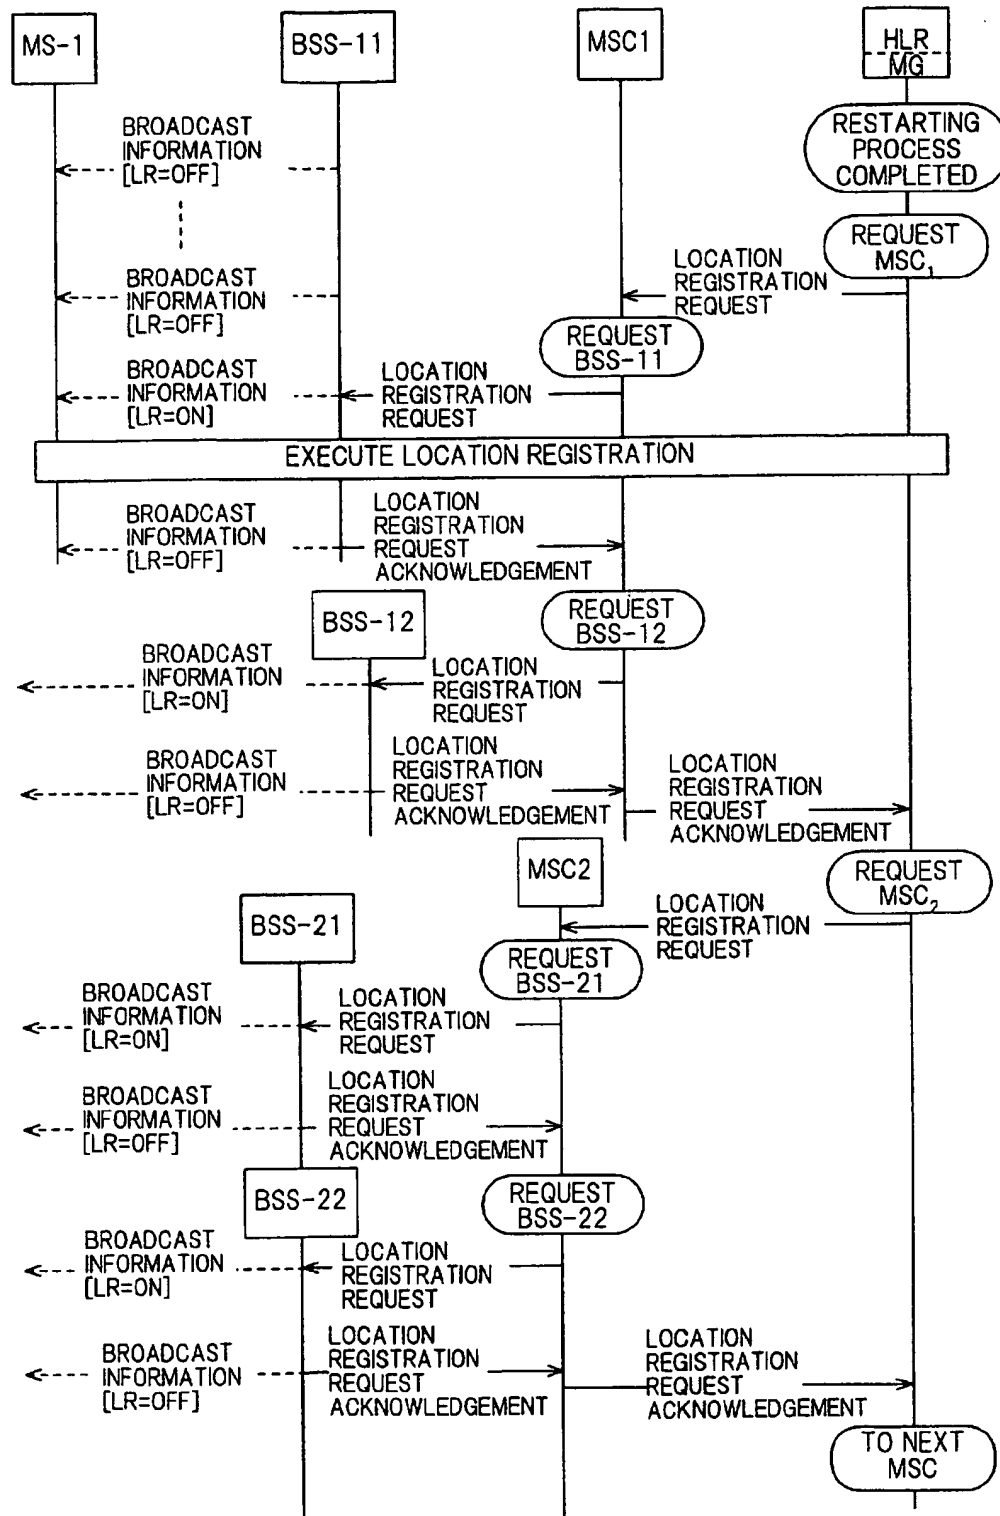 MS-1
BSS-11
MSC1
HLR
MG
RESTARTING
PROCESS
COMPLETED
BROADCAST
INFORMATION
[LR=OFF]
REQUEST
MSC1
LOCATION
REGISTRATION
REQUEST
BROADCAST
INFORMATION
[LR=OFF]
REQUEST
BSS-11
BROADCAST
INFORMATION
[LR=ON]
LOCATION
REGISTRATION
REQUEST
EXECUTE LOCATION REGISTRATION
BROADCAST
INFORMATION
[LR=OFF]
LOCATION
REGISTRATION
REQUEST
ACKNOWLEDGEMENT
BSS-12
REQUEST
BSS-12
BROADCAST
INFORMATION
[LR=ON]
LOCATION
REGISTRATION
REQUEST
BROADCAST
INFORMATION
[LR=OFF]
LOCATION
REGISTRATION
REQUEST
ACKNOWLEDGEMENT
LOCATION
REGISTRATION
REQUEST
ACKNOWLEDGEMENT
MSC2
REQUEST
MSC2
BSS-21
LOCATION
REGISTRATION
REQUEST
REQUEST
BSS-21
BROADCAST
INFORMATION
[LR=ON]
LOCATION
REGISTRATION
REQUEST
BROADCAST
INFORMATION
[LR=OFF]
LOCATION
REGISTRATION
REQUEST
ACKNOWLEDGEMENT
BSS-22
REQUEST
BSS-22
BROADCAST
INFORMATION
[LR=ON]
LOCATION
REGISTRATION
REQUEST
BROADCAST
INFORMATION
[LR=OFF]
LOCATION
REGISTRATION
REQUEST
ACKNOWLEDGEMENT
LOCATION
REGISTRATION
REQUEST
ACKNOWLEDGEMENT
TO NEXT
MSC